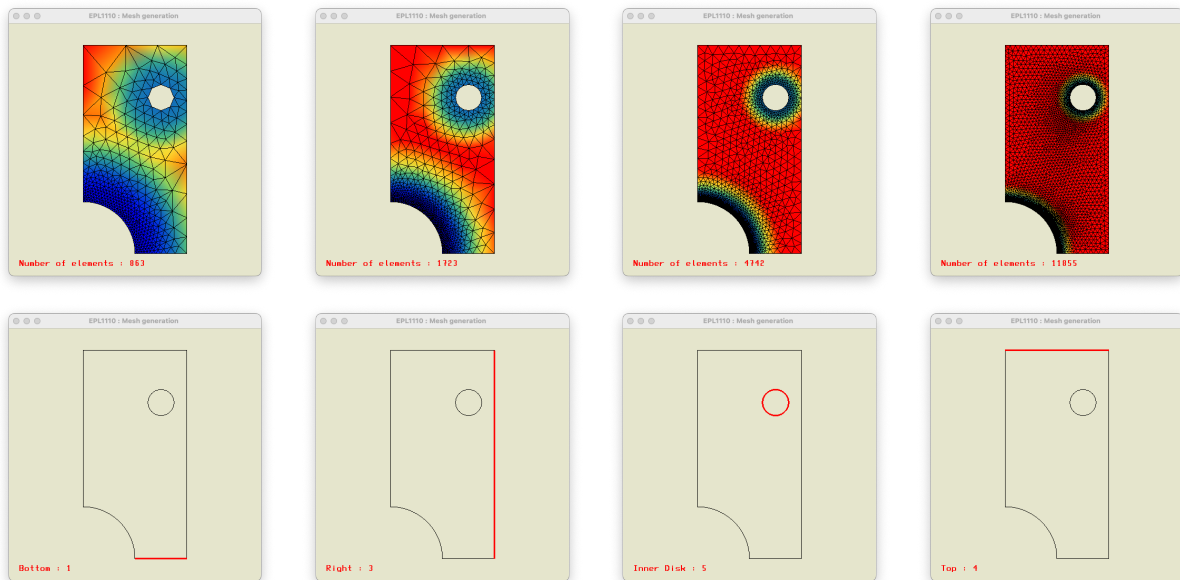 EPL1110 : Mesh generation
EPL1110 : Mesh generation
EPL1110 : Mesh generation
EPL1110 : Mesh generation
Number of elements : 863
Number of elements : 1723
Number of elements : 4742
Number of elements : 11855
EPL1110 : Mesh generation
EPL1110 : Mesh generation
EPL1110 : Mesh generation
EPL1110 : Mesh generation
Bottom : 1
Right : 3
Inner Disk : 5
Top : 4